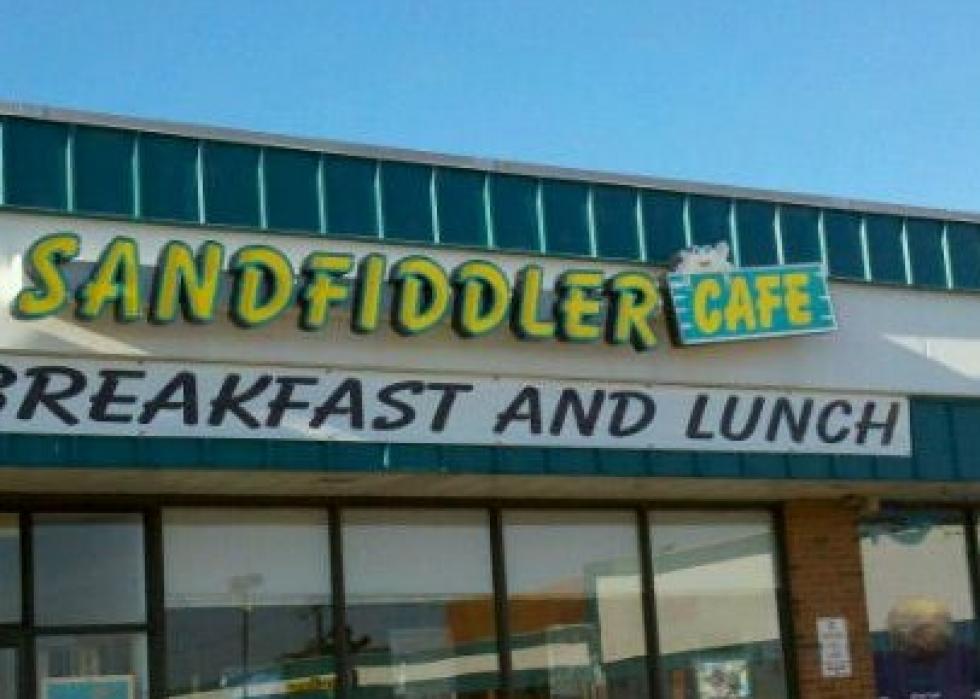 SANDFIDDLER CAFE
BREAKFAST AND LUNCH